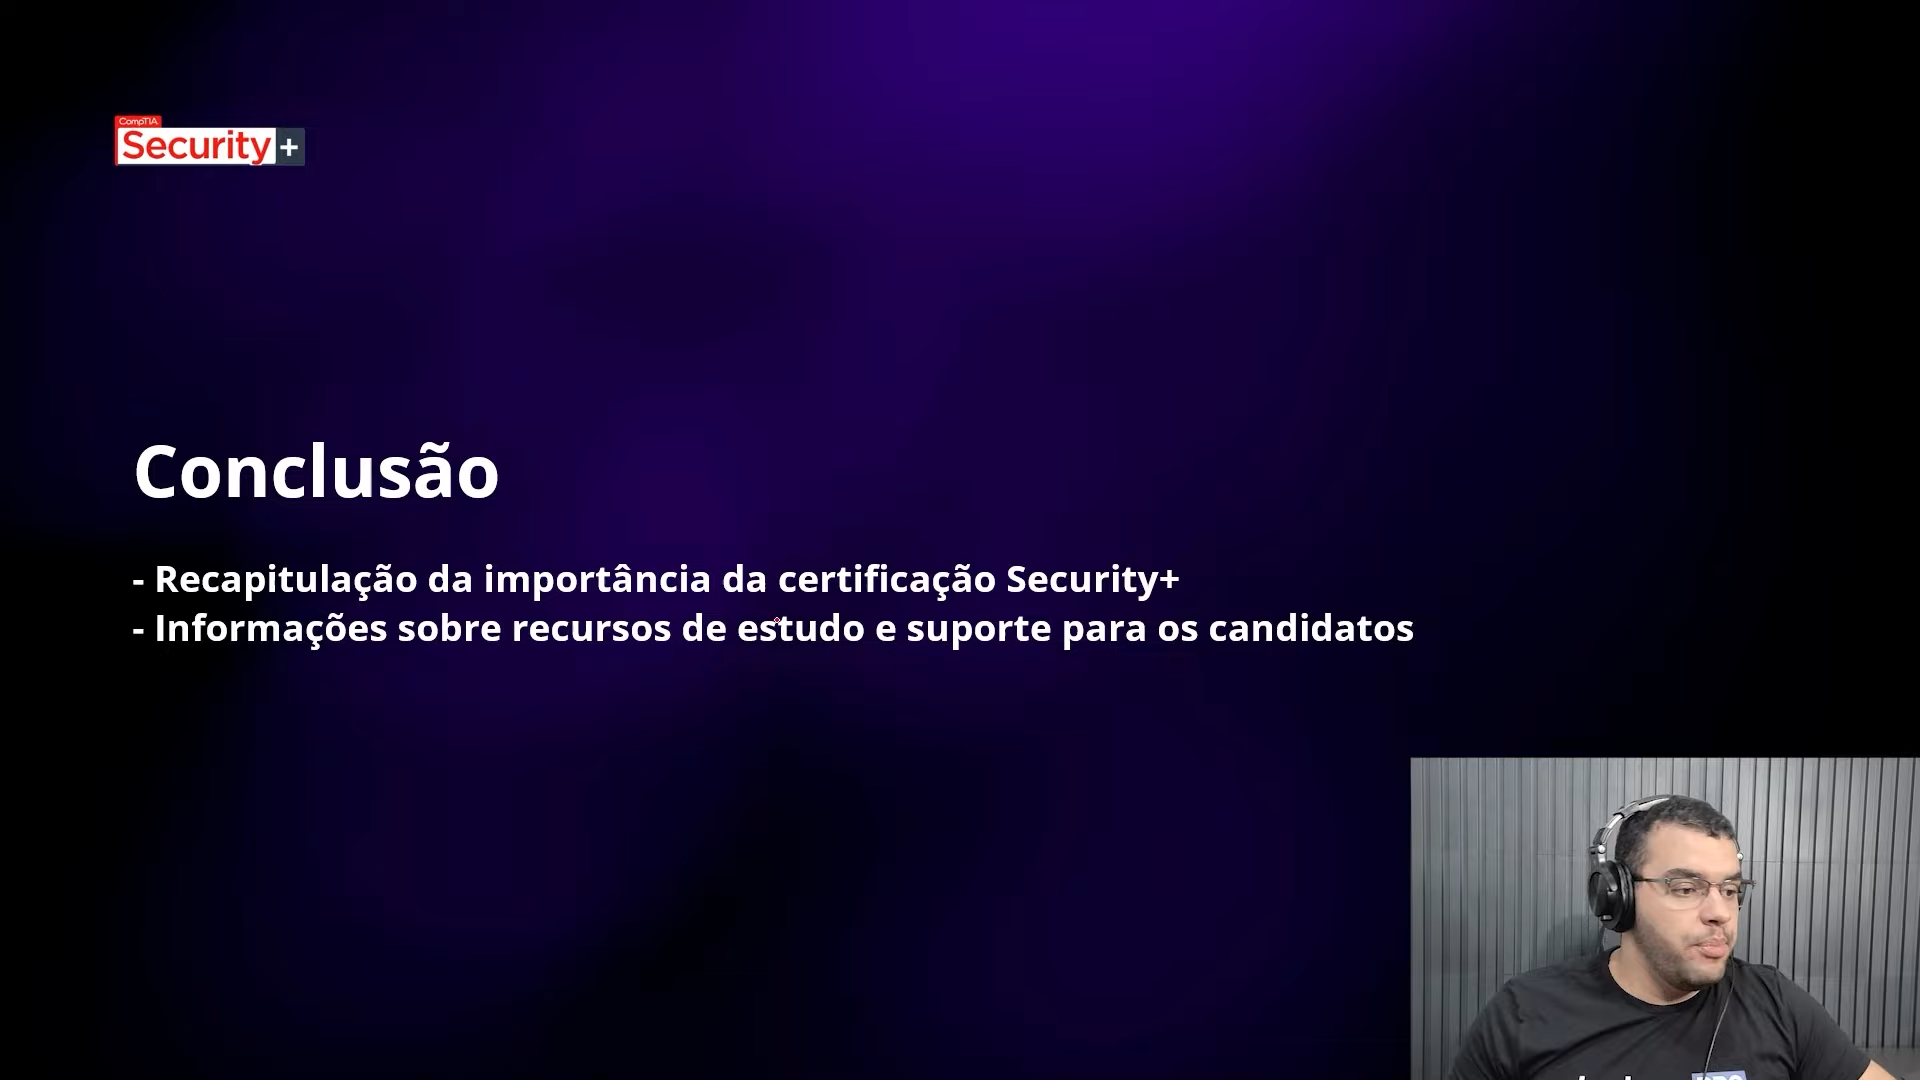 CompTIA
Security+
Conclusão
- Recapitulação da importância da certificação Security+
- Informações sobre recursos de estudo e suporte para os candidatos